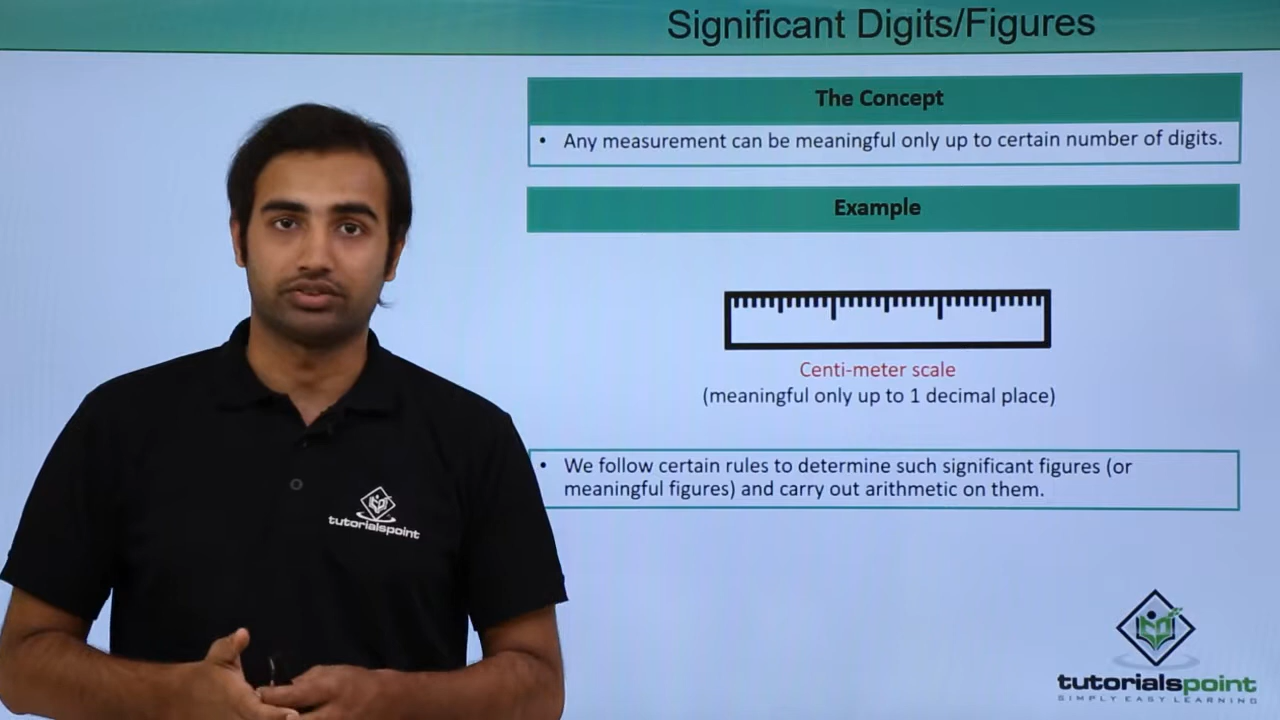 Significant Digits/Figures
The Concept
• Any measurement can be meaningful only up to certain number of digits.
Example
Centi-meter scale
(meaningful only up to 1 decimal place)
• We follow certain rules to determine such significant figures (or
meaningful figures) and carry out arithmetic on them.
tutorialspoint
tutorialspoint
SIMPLY EASY LEARNING